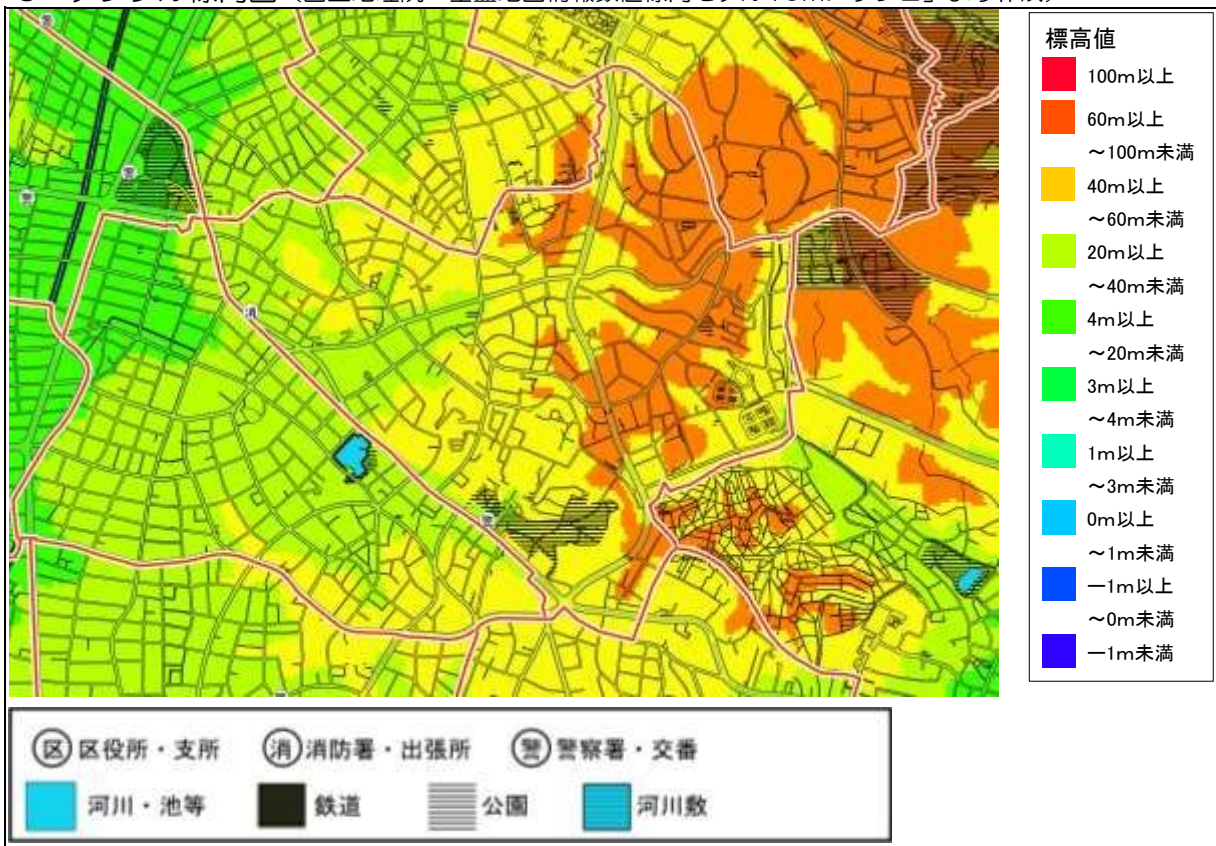 標高値
100m以上
60m以上
～100m未満
40m以上
～60m未満
20m以上
～40m未満
4m以上
～20m未満
3m以上
～4m未満
1m以上
～3m未満
0m以上
～1m未満
－1m以上
～0m未満
－1m未満
消
区 区役所・支所 消 消防署・出張所 警 警察署・交番
河川・池等 鉄道 公園 河川敷